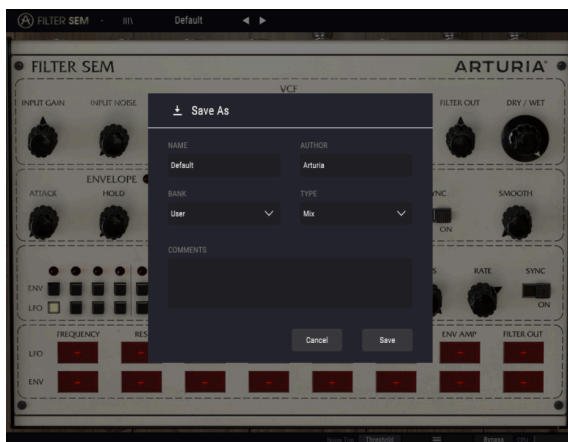 FILTER SEM
Default
FILTER SEM
ARTURIA
VCF
INPUT GAIN
INPUT NOISE
FILTER OUT
DRY / WET
Save As
NAME
AUTHOR
Default
Arturia
ENVELOPE
ATTACK
HOLD
SMOOTH
BANK
TYPE
User
Mix
ON
COMMENTS
RATE
SYNC
ENV
LFO
ON
FREQUENCY
ENV AMP
FILTER OUT
Cancel
Save
LFO
ENV
Threshold
Bypass
CPU